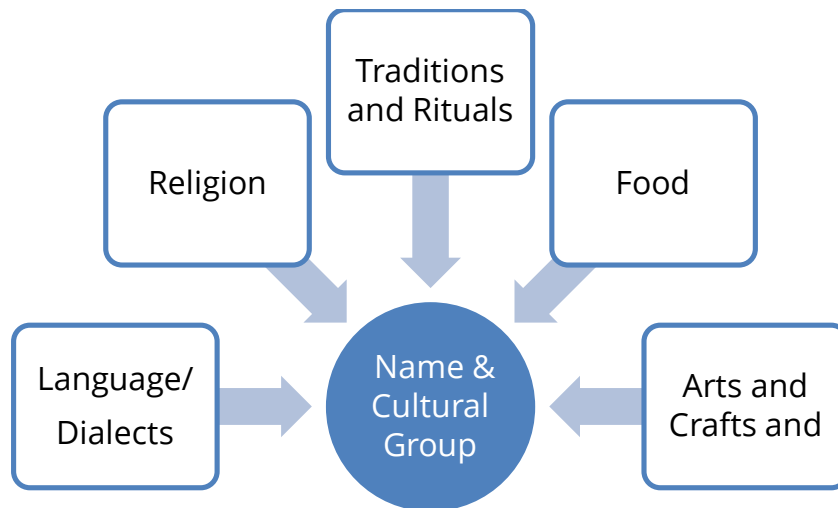 Traditions
and Rituals
Religion
Food
Language/
Dialects
Name &
Cultural
Group
Arts and
Crafts and